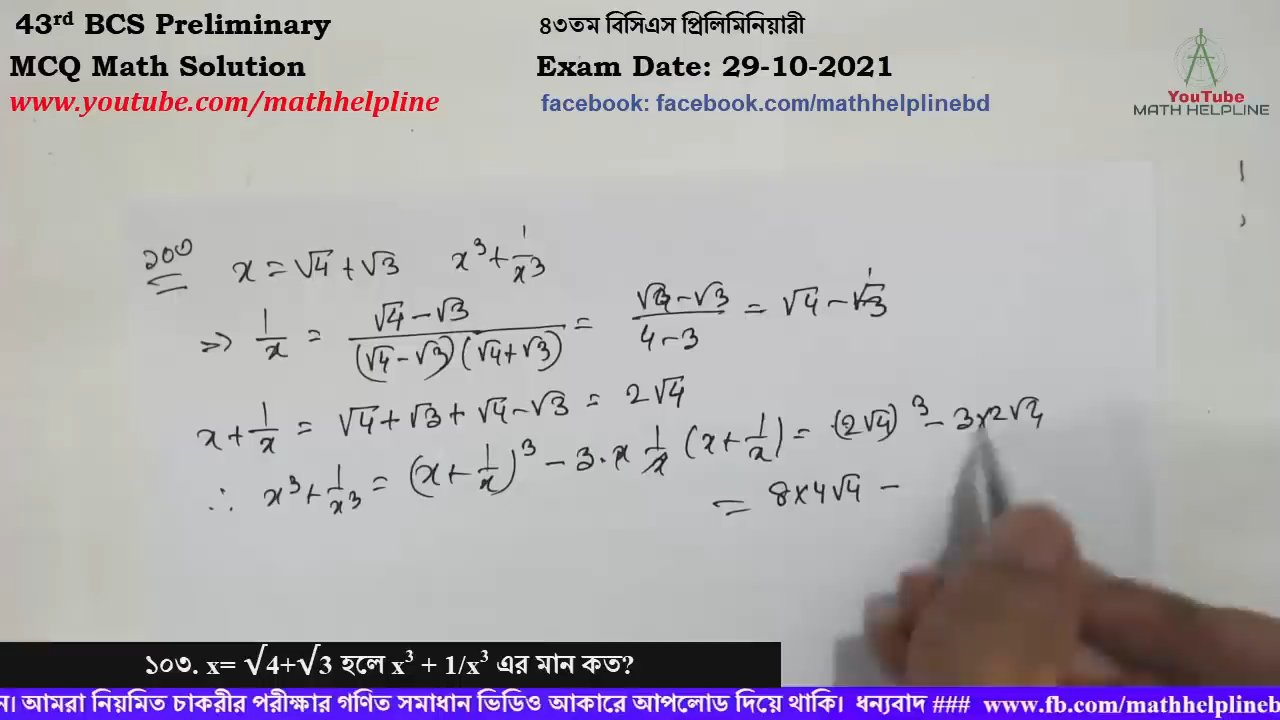 43rd BCS Preliminary
৪৩তম বিসিএস প্রিলিমিনিয়ারী
MCQ Math Solution
Exam Date: 29-10-2021
www.youtube.com/mathhelpline
facebook: facebook.com/mathhelplinebd
YouTube
MATH HELPLINE
১০৩ x = √4 + √3 x³ + 1/x³
=> 1/x = (√4 - √3)/((√4 - √3)(√4 + √3)) = (√4 - √3)/(4 - 3) = √4 - √3
x + 1/x = √4 + √3 + √4 - √3 = 2√4
∴ x³ + 1/x³ = (x + 1/x)³ - 3·x 1/x (x + 1/x) = (2√4)³ - 3×2√4
= 8×4√4 -
১০৩. x= √4+√3 হলে x³ + 1/x³ এর মান কত?
আমরা নিয়মিত চাকরীর পরীক্ষার গণিত সমাধান ভিডিও আকারে আপলোড দিয়ে থাকি। ধন্যবাদ ### www.fb.com/mathhelplineb